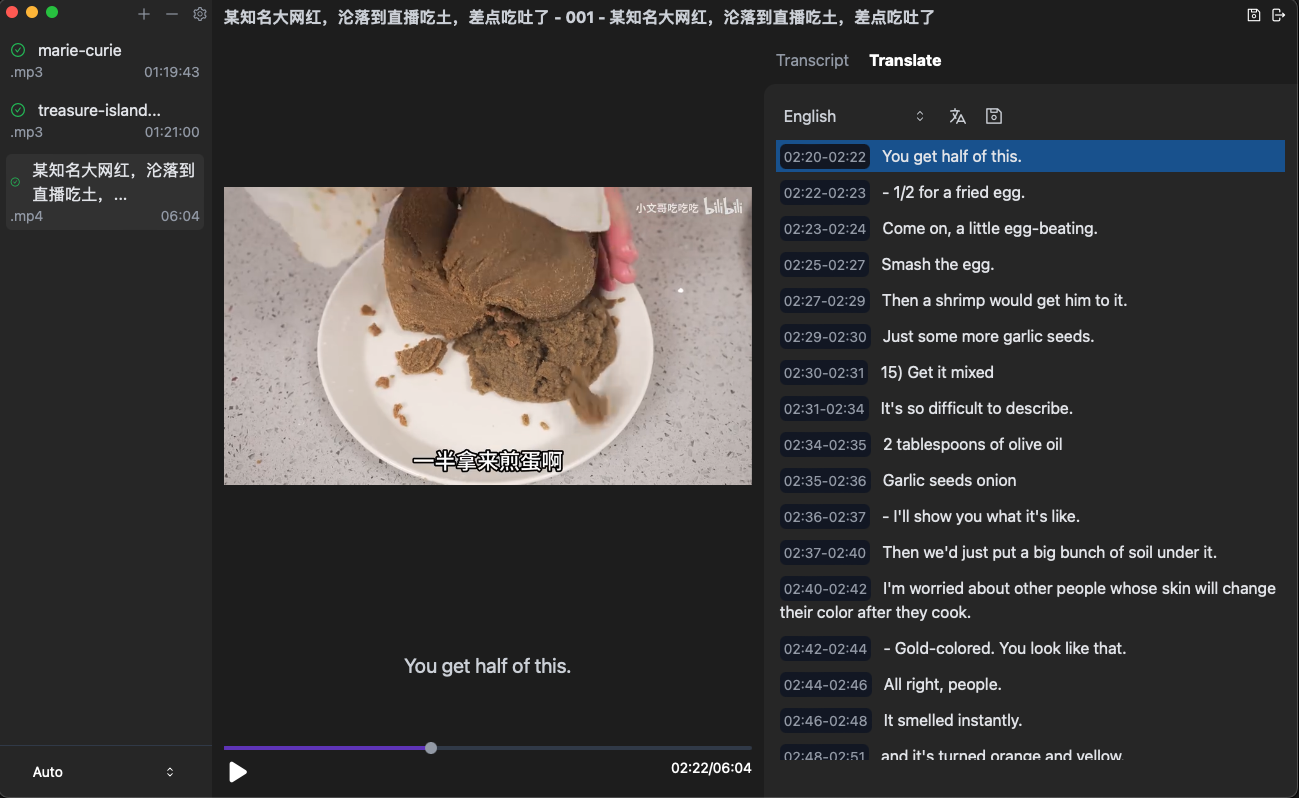 某知名大网红，沦落到直播吃土，差点吃吐了 - 001 - 某知名大网红，沦落到直播吃土，差点吃吐了
marie-curie
.mp3 01:19:43
treasure-island...
.mp3 01:21:00
某知名大网红，沦落到
直播吃土，...
.mp4 06:04
Auto
小文哥吃吃吃 bilibili
一半拿来煎蛋啊
You get half of this.
02:22/06:04
Transcript Translate
English
02:20-02:22 You get half of this.
02:22-02:23 - 1/2 for a fried egg.
02:23-02:24 Come on, a little egg-beating.
02:25-02:27 Smash the egg.
02:27-02:29 Then a shrimp would get him to it.
02:29-02:30 Just some more garlic seeds.
02:30-02:31 15) Get it mixed
02:31-02:34 It's so difficult to describe.
02:34-02:35 2 tablespoons of olive oil
02:35-02:36 Garlic seeds onion
02:36-02:37 - I'll show you what it's like.
02:37-02:40 Then we'd just put a big bunch of soil under it.
02:40-02:42 I'm worried about other people whose skin will change
their color after they cook.
02:42-02:44 - Gold-colored. You look like that.
02:44-02:46 All right, people.
02:46-02:48 It smelled instantly.
02:48-02:51 and it's turned orange and yellow.